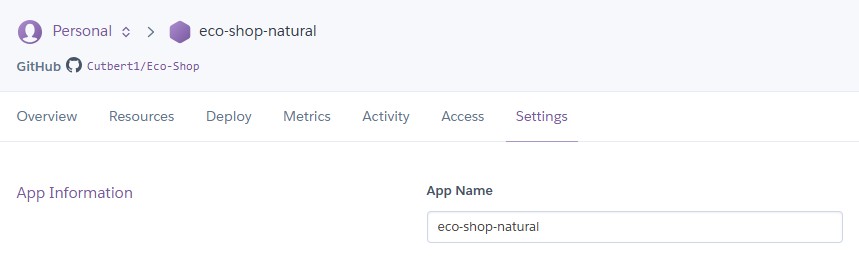 Personal eco-shop-natural
GitHub Cutbert1/Eco-Shop
Overview Resources Deploy Metrics Activity Access Settings
App Information
App Name
eco-shop-natural